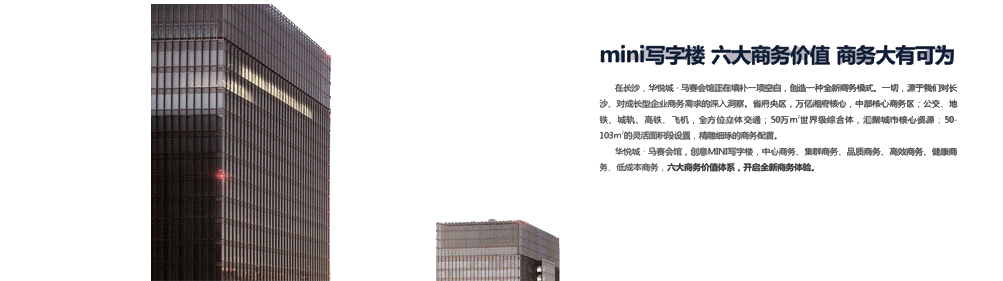 mini写字楼 六大商务价值 商务大有可为
在长沙，华悦城·马赛会馆正在填补一项空白，创造一种全新商务模式。一切，源于我们对长
沙、对成长型企业商务需求的深入洞察。省府央区，万亿湘府核心，中部核心商务区；公交、地
铁、城轨、高铁、飞机，全方位立体交通；50万㎡世界级综合体，汇聚城市核心资源；50-
103㎡的灵活面积段设置，精雕细琢的商务配置。
华悦城·马赛会馆，创意MINI写字楼，中心商务、集群商务、品质商务、高效商务、健康商
务、低成本商务，六大商务价值体系，开启全新商务体验。